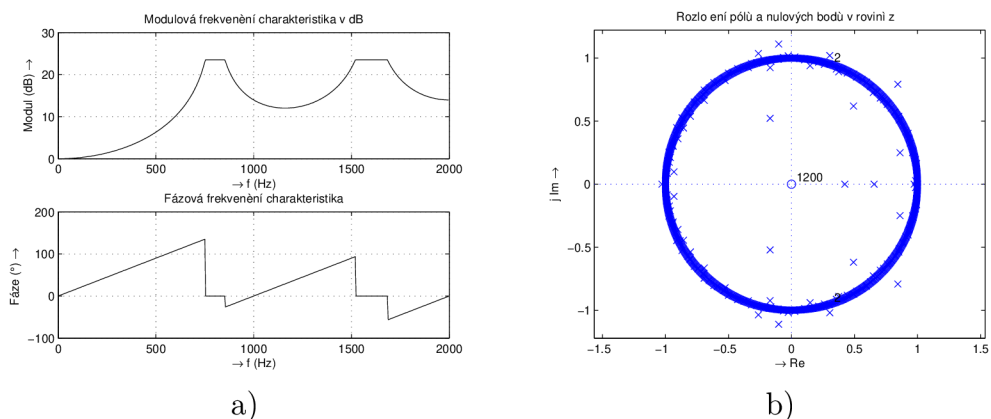 Modulová frekvenèní charakteristika v dB
30
20
10
0
Modul (dB) →
0 500 1000 1500 2000
→ f (Hz)
Fázová frekvenèní charakteristika
200
100
0
−100
Fáze (°) →
0 500 1000 1500 2000
→ f (Hz)
a)
Rozlo ení pólù a nulových bodù v rovinì z
1
0.5
0
−0.5
−1
j Im →
2
1200
2
−1.5 −1 −0.5 0 0.5 1 1.5
→ Re
b)